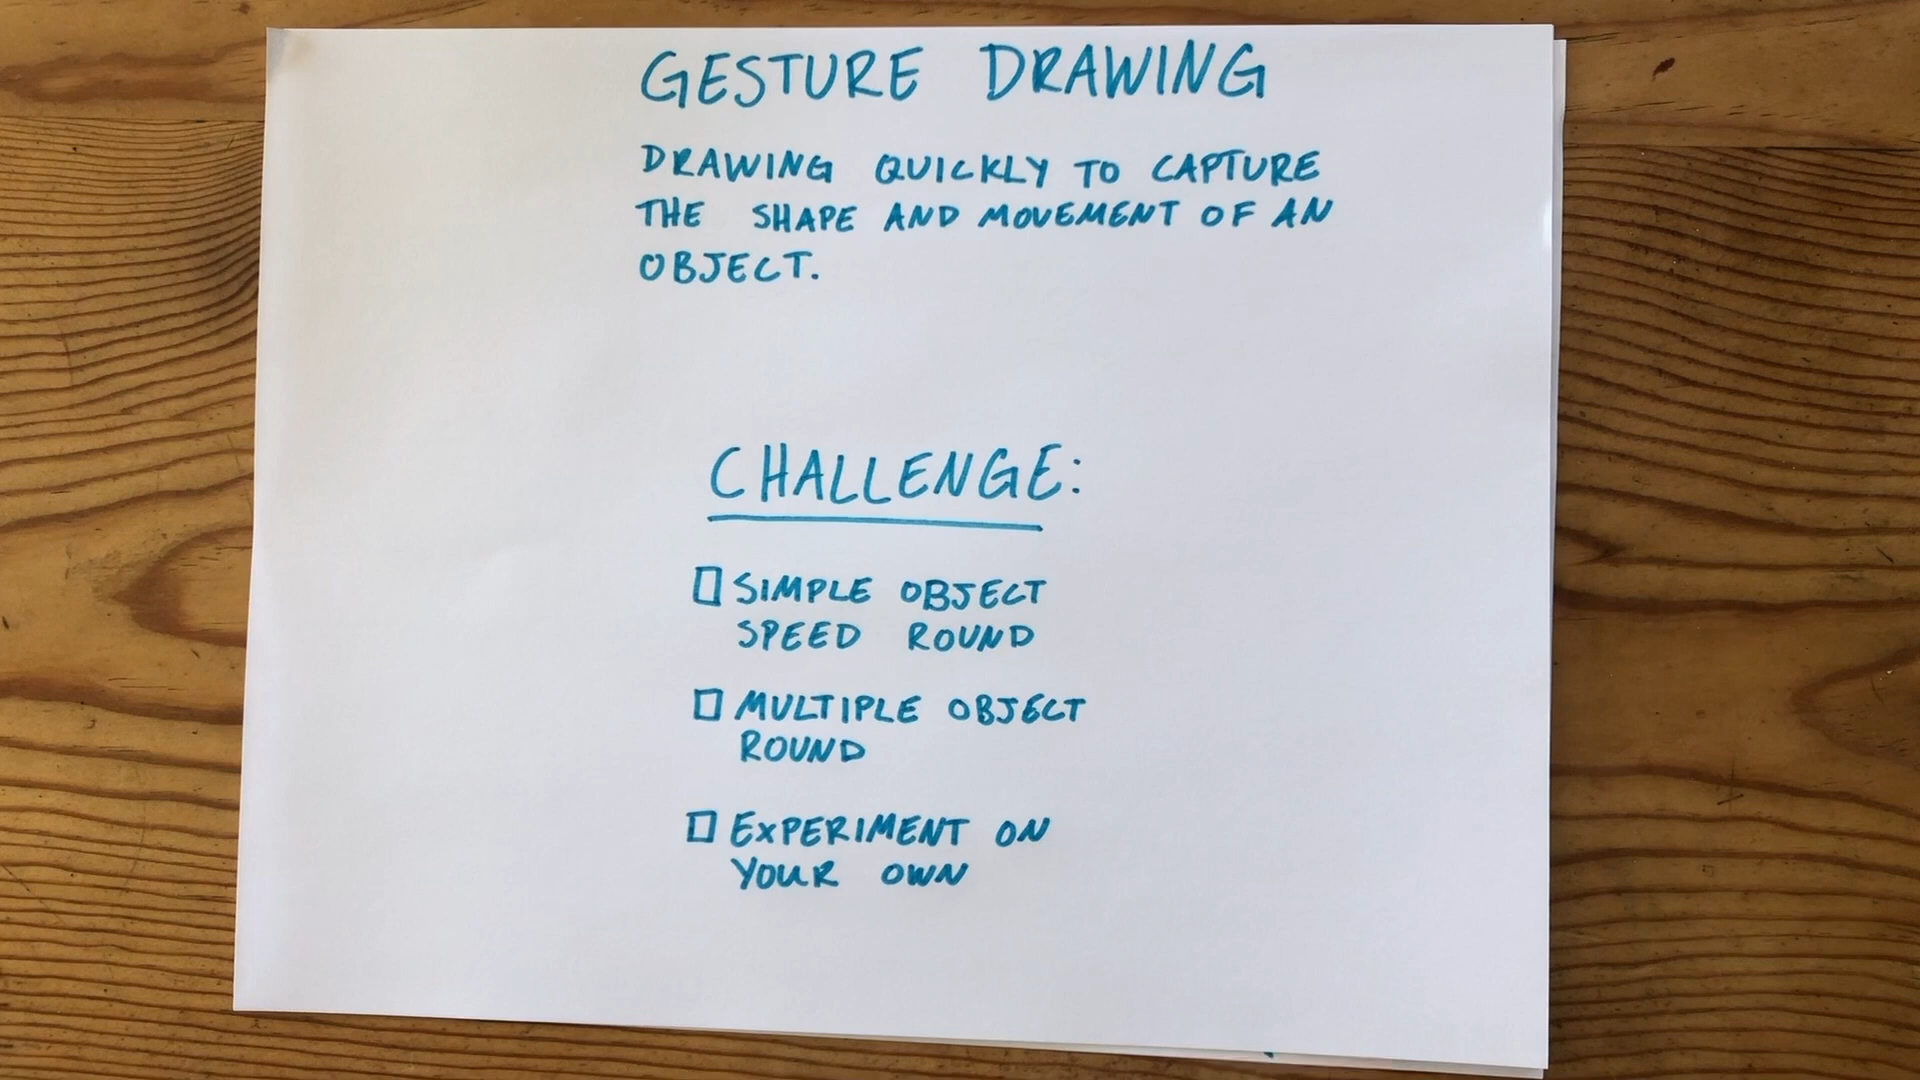 GESTURE DRAWING
DRAWING QUICKLY TO CAPTURE
THE SHAPE AND MOVEMENT OF AN
OBJECT.
CHALLENGE:
SIMPLE OBJECT
SPEED ROUND
MULTIPLE OBJECT
ROUND
EXPERIMENT ON
YOUR OWN